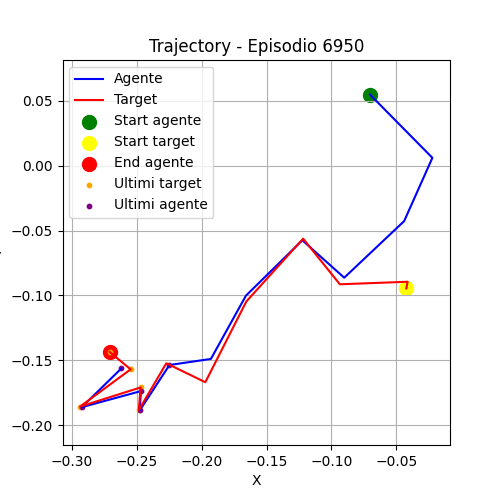 Trajectory - Episodio 6950
Agente
Target
Start agente
Start target
End agente
Ultimi target
Ultimi agente
0.05
0.00
−0.05
−0.10
−0.15
−0.20
−0.30
−0.25
−0.20
−0.15
−0.10
−0.05
X